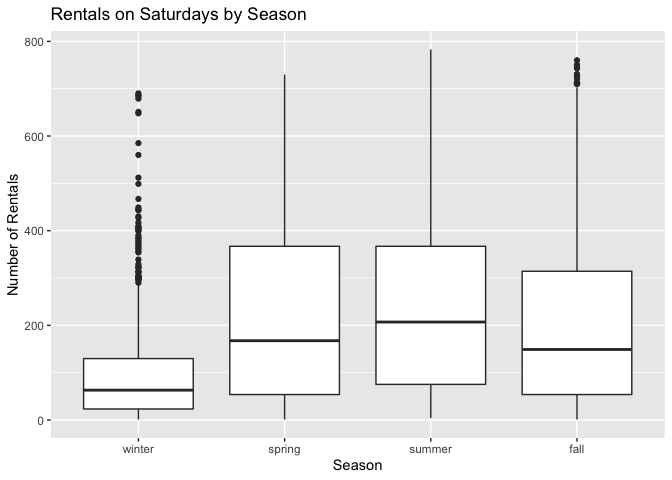 Rentals on Saturdays by Season
Number of Rentals
800
600
400
200
0
winter spring summer fall
Season